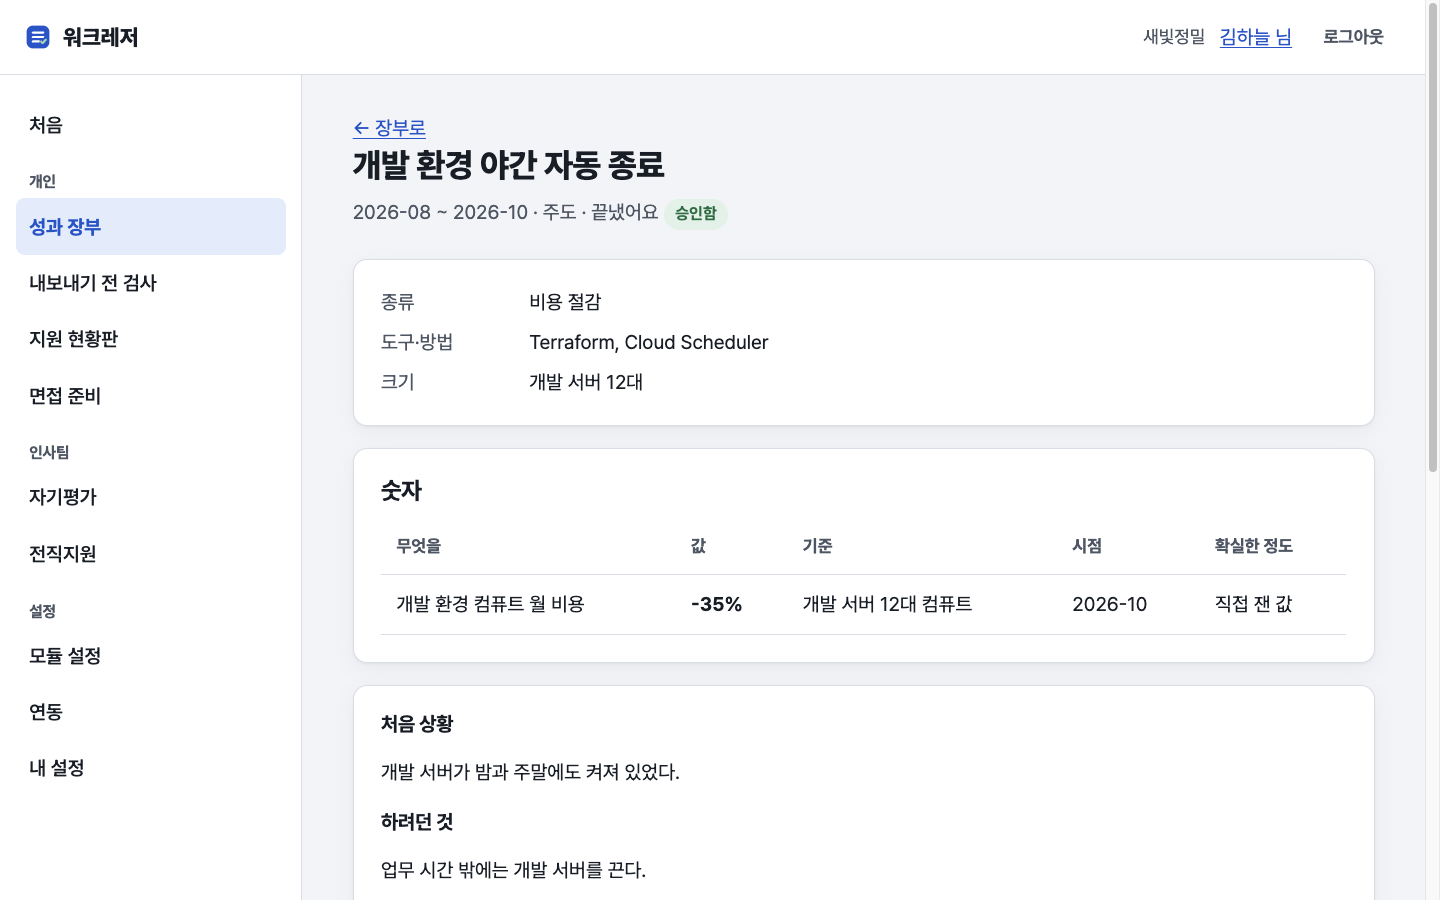 워크레저
새빛정밀 김하늘 님 로그아웃
처음
개인
성과 장부
내보내기 전 검사
지원 현황판
면접 준비
인사팀
자기평가
전직지원
설정
모듈 설정
연동
내 설정
← 장부로
개발 환경 야간 자동 종료
2026-08 ~ 2026-10 · 주도 · 끝냈어요 승인함
종류 비용 절감
도구·방법 Terraform, Cloud Scheduler
크기 개발 서버 12대
숫자
무엇을 값 기준 시점 확실한 정도
개발 환경 컴퓨트 월 비용 -35% 개발 서버 12대 컴퓨트 2026-10 직접 잰 값
처음 상황
개발 서버가 밤과 주말에도 켜져 있었다.
하려던 것
업무 시간 밖에는 개발 서버를 끈다.